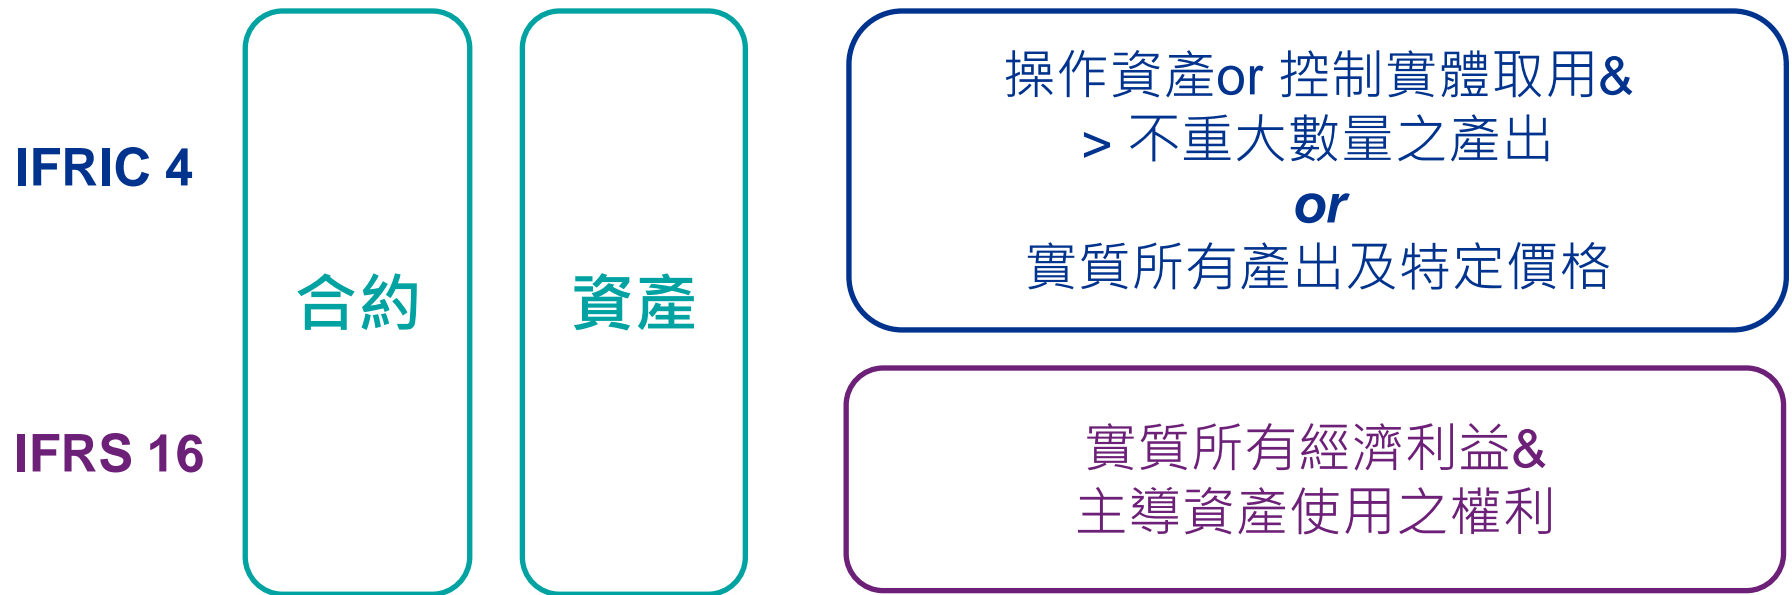 IFRIC 4
IFRS 16
合約
資產
操作資產or 控制實體取用&
> 不重大數量之產出
or
實質所有產出及特定價格
實質所有經濟利益&
主導資產使用之權利